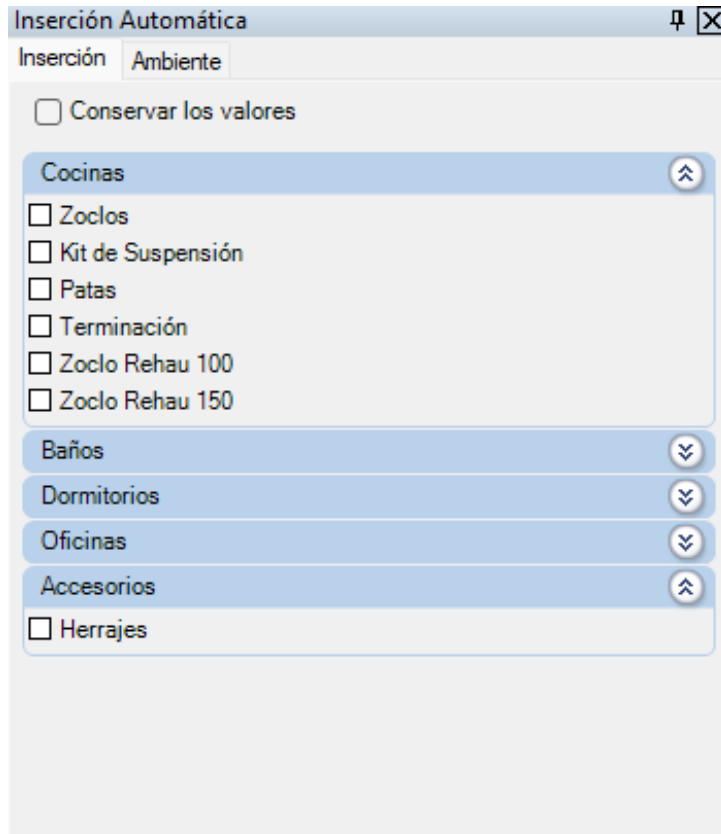 Inserción Automática
Inserción Ambiente
Conservar los valores
Cocinas
Zoclos
Kit de Suspensión
Patas
Terminación
Zoclo Rehau 100
Zoclo Rehau 150
Baños
Dormitorios
Oficinas
Accesorios
Herrajes